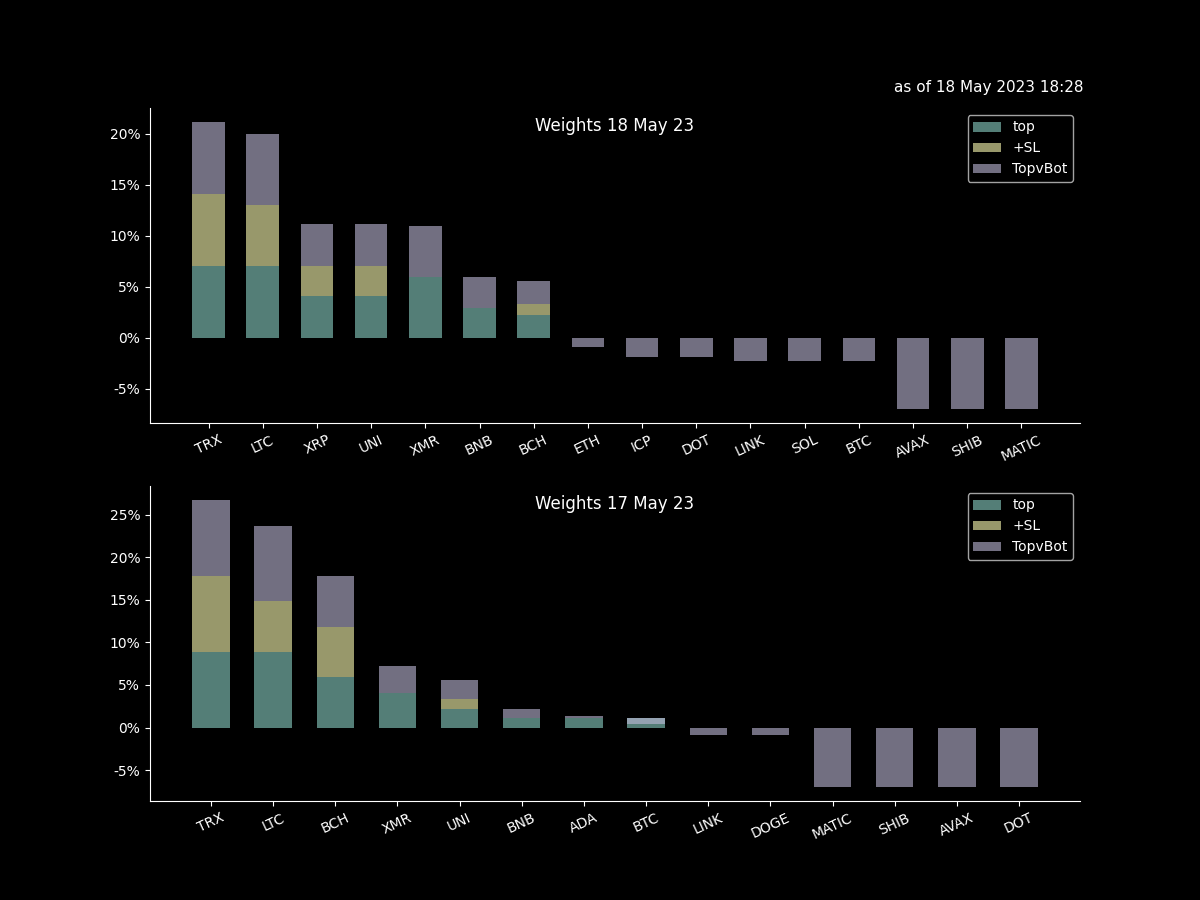 as of 18 May 2023 18:28
Weights 18 May 23
top
+SL
TopvBot
20%
15%
10%
5%
0%
-5%
TRX LTC XRP UNI XMR BNB BCH ETH ICP DOT LINK SOL BTC AVAX SHIB MATIC
Weights 17 May 23
top
+SL
TopvBot
25%
20%
15%
10%
5%
0%
-5%
TRX LTC BCH XMR UNI BNB ADA BTC LINK DOGE MATIC SHIB AVAX DOT